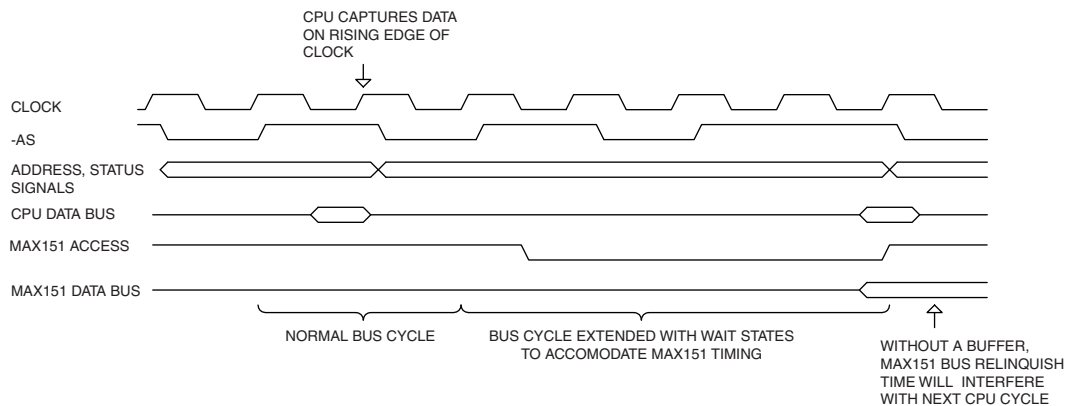 CPU CAPTURES DATA
ON RISING EDGE OF
CLOCK
CLOCK
-AS
ADDRESS, STATUS
SIGNALS
CPU DATA BUS
MAX151 ACCESS
MAX151 DATA BUS
NORMAL BUS CYCLE
BUS CYCLE EXTENDED WITH WAIT STATES
TO ACCOMODATE MAX151 TIMING
WITHOUT A BUFFER,
MAX151 BUS RELINQUISH
TIME WILL INTERFERE
WITH NEXT CPU CYCLE